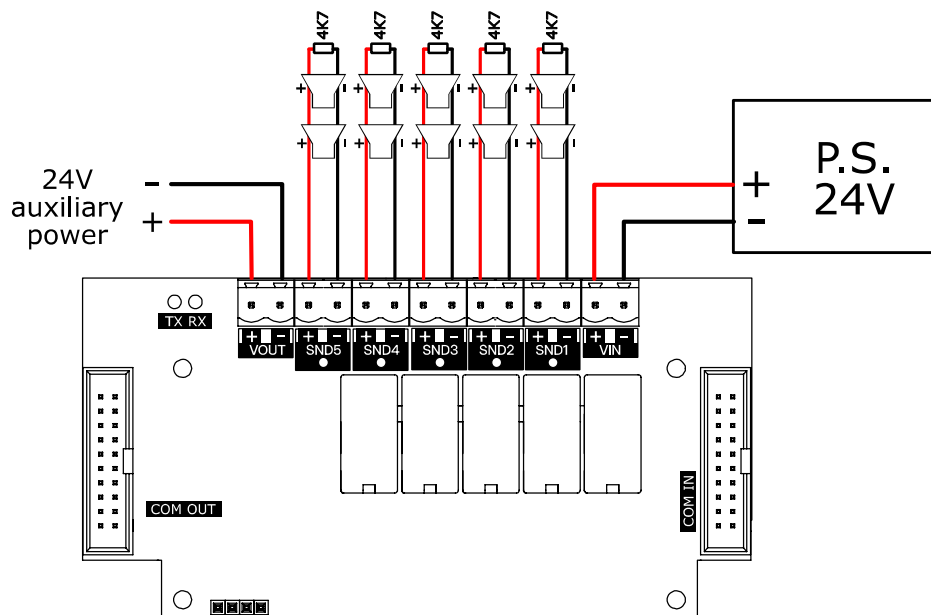 4K7 4K7 4K7 4K7 4K7
+ - + - + - + - + -
+ - + - + - + - + -
P.S.
24V
+
-
24V
auxiliary
power
-
+
TX RX
+ - + - + - + - + - + - + -
VOUT SND5 SND4 SND3 SND2 SND1 VIN
COM OUT
COM IN